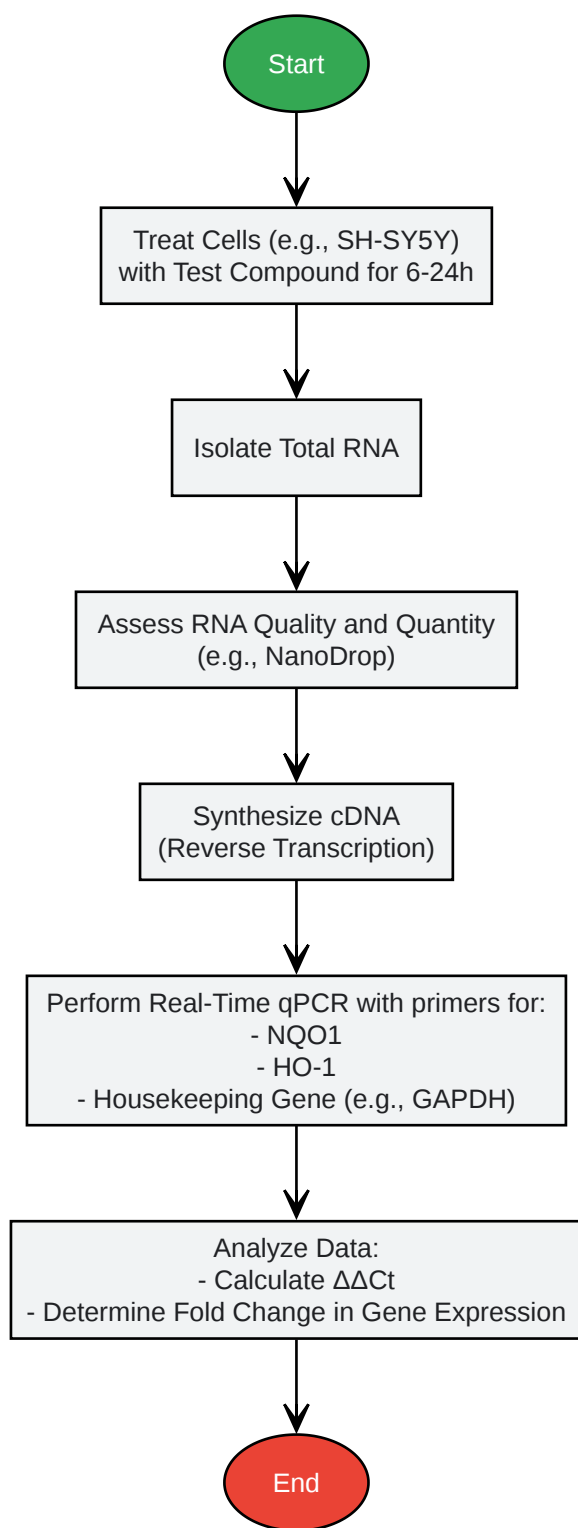 Start
Treat Cells (e.g., SH-SY5Y)
with Test Compound for 6-24h
Isolate Total RNA
Assess RNA Quality and Quantity
(e.g., NanoDrop)
Synthesize cDNA
(Reverse Transcription)
Perform Real-Time qPCR with primers for:
- NQO1
- HO-1
- Housekeeping Gene (e.g., GAPDH)
Analyze Data:
- Calculate ΔΔCt
- Determine Fold Change in Gene Expression
End